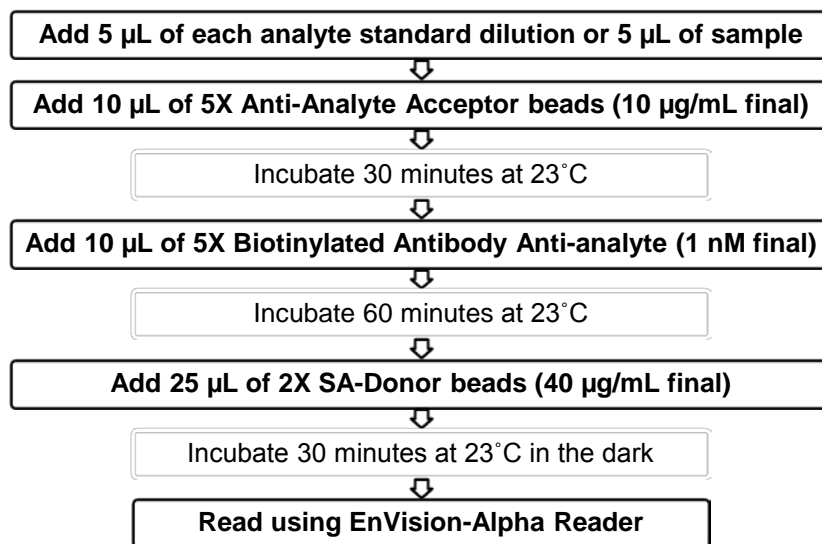 Add 5 µL of each analyte standard dilution or 5 µL of sample
Add 10 µL of 5X Anti-Analyte Acceptor beads (10 µg/mL final)
Incubate 30 minutes at 23˚C
Add 10 µL of 5X Biotinylated Antibody Anti-analyte (1 nM final)
Incubate 60 minutes at 23˚C
Add 25 µL of 2X SA-Donor beads (40 µg/mL final)
Incubate 30 minutes at 23˚C in the dark
Read using EnVision-Alpha Reader